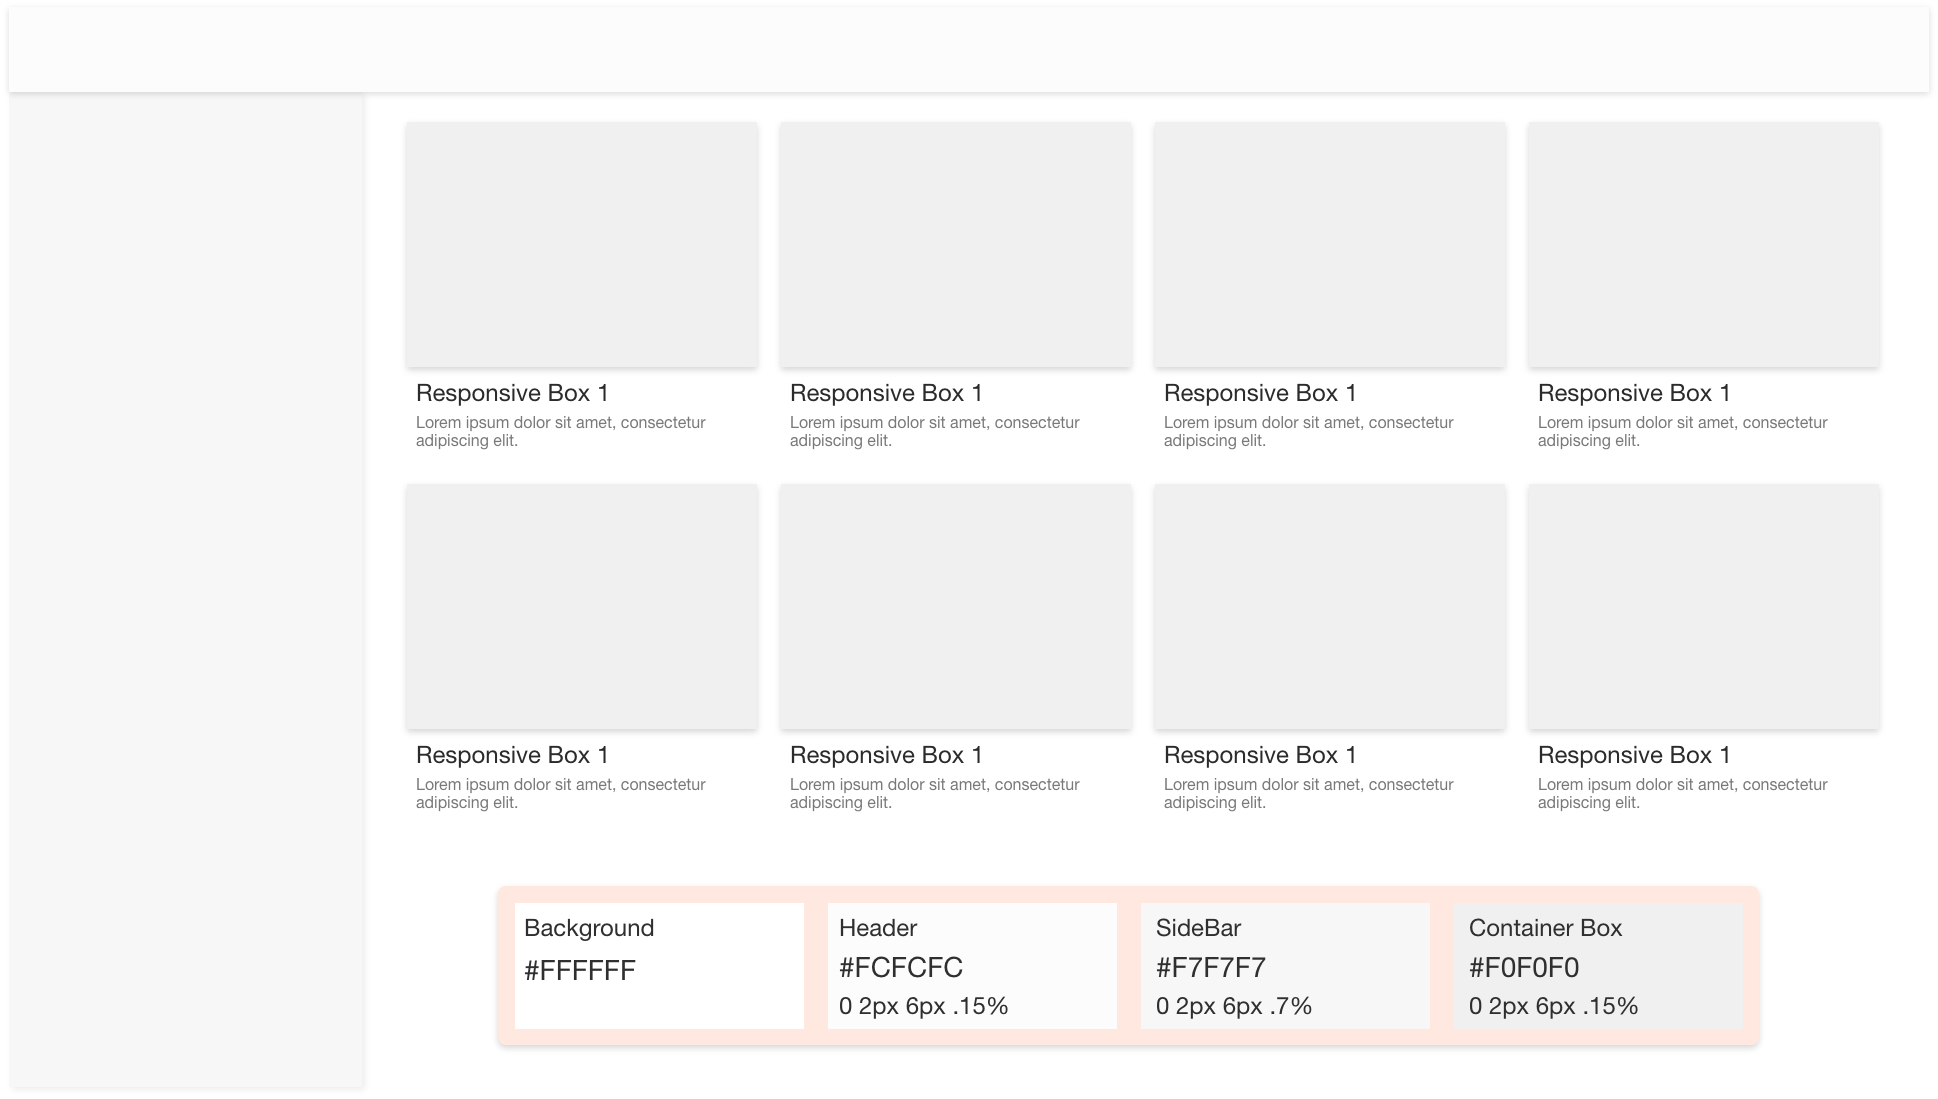 Responsive Box 1
Lorem ipsum dolor sit amet, consectetur
adipiscing elit.
Responsive Box 1
Lorem ipsum dolor sit amet, consectetur
adipiscing elit.
Responsive Box 1
Lorem ipsum dolor sit amet, consectetur
adipiscing elit.
Responsive Box 1
Lorem ipsum dolor sit amet, consectetur
adipiscing elit.
Responsive Box 1
Lorem ipsum dolor sit amet, consectetur
adipiscing elit.
Responsive Box 1
Lorem ipsum dolor sit amet, consectetur
adipiscing elit.
Responsive Box 1
Lorem ipsum dolor sit amet, consectetur
adipiscing elit.
Responsive Box 1
Lorem ipsum dolor sit amet, consectetur
adipiscing elit.
Background
#FFFFFF
Header
#FCFCFC
0 2px 6px .15%
SideBar
#F7F7F7
0 2px 6px .7%
Container Box
#F0F0F0
0 2px 6px .15%